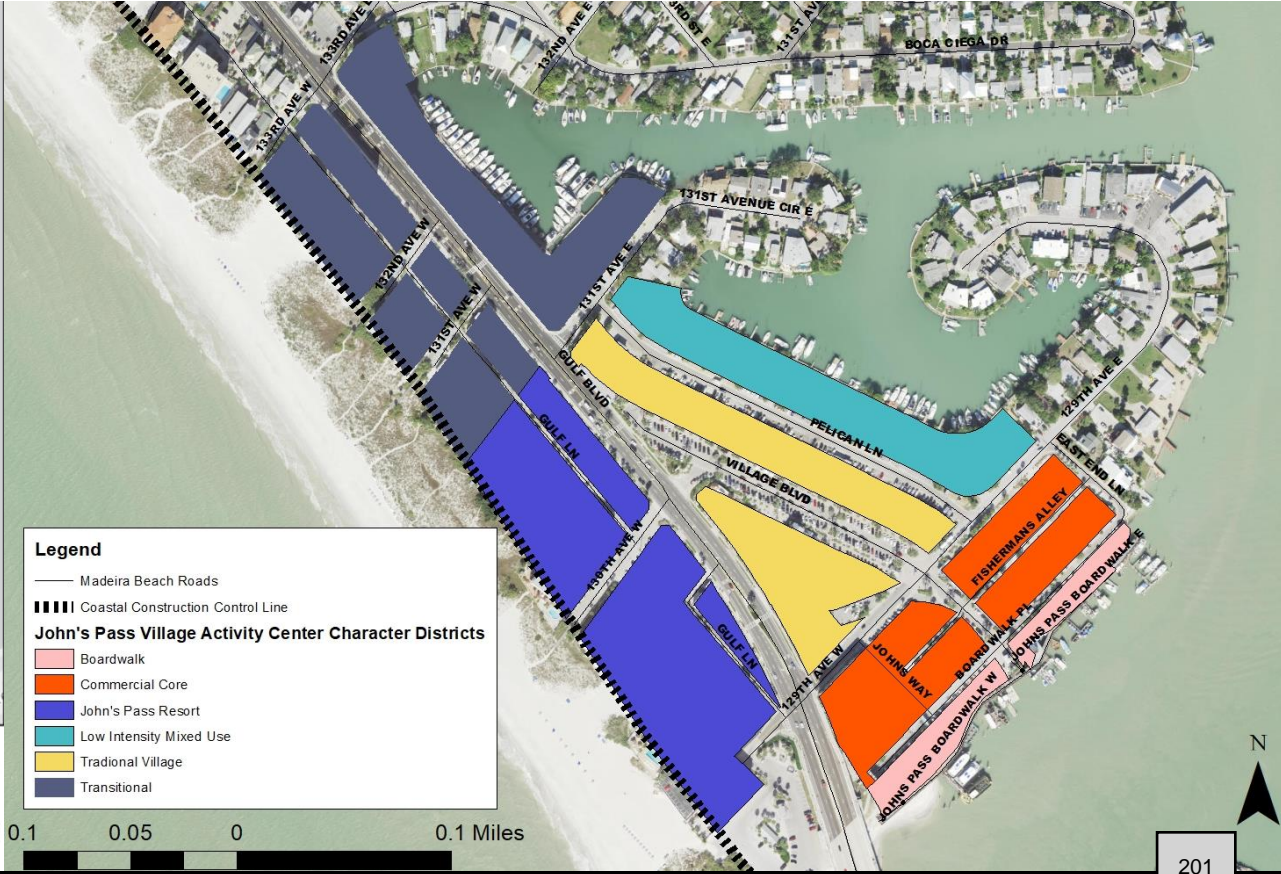 133RD AVE E
132ND AVE E
3RD ST E
131ST AV
BOCA CIEGA DR
133RD AVE W
131ST AVENUE CIR E
132ND AVE W
131ST AVE E
131ST AVE W
GULF BLVD
129TH AVE E
PELICAN LN
GULF LN
EAST END LN
VILLAGE BLVD
FISHERMANS ALLEY
130TH AVE W
JOHNS PASS BOARDWALK E
BOARDWALK PL
GULF LN
JOHNS WAY
129TH AVE W
JOHNS PASS BOARDWALK W
Legend
Madeira Beach Roads
Coastal Construction Control Line
John's Pass Village Activity Center Character Districts
Boardwalk
Commercial Core
John's Pass Resort
Low Intensity Mixed Use
Tradional Village
Transitional
0.1 0.05 0 0.1 Miles
N
201